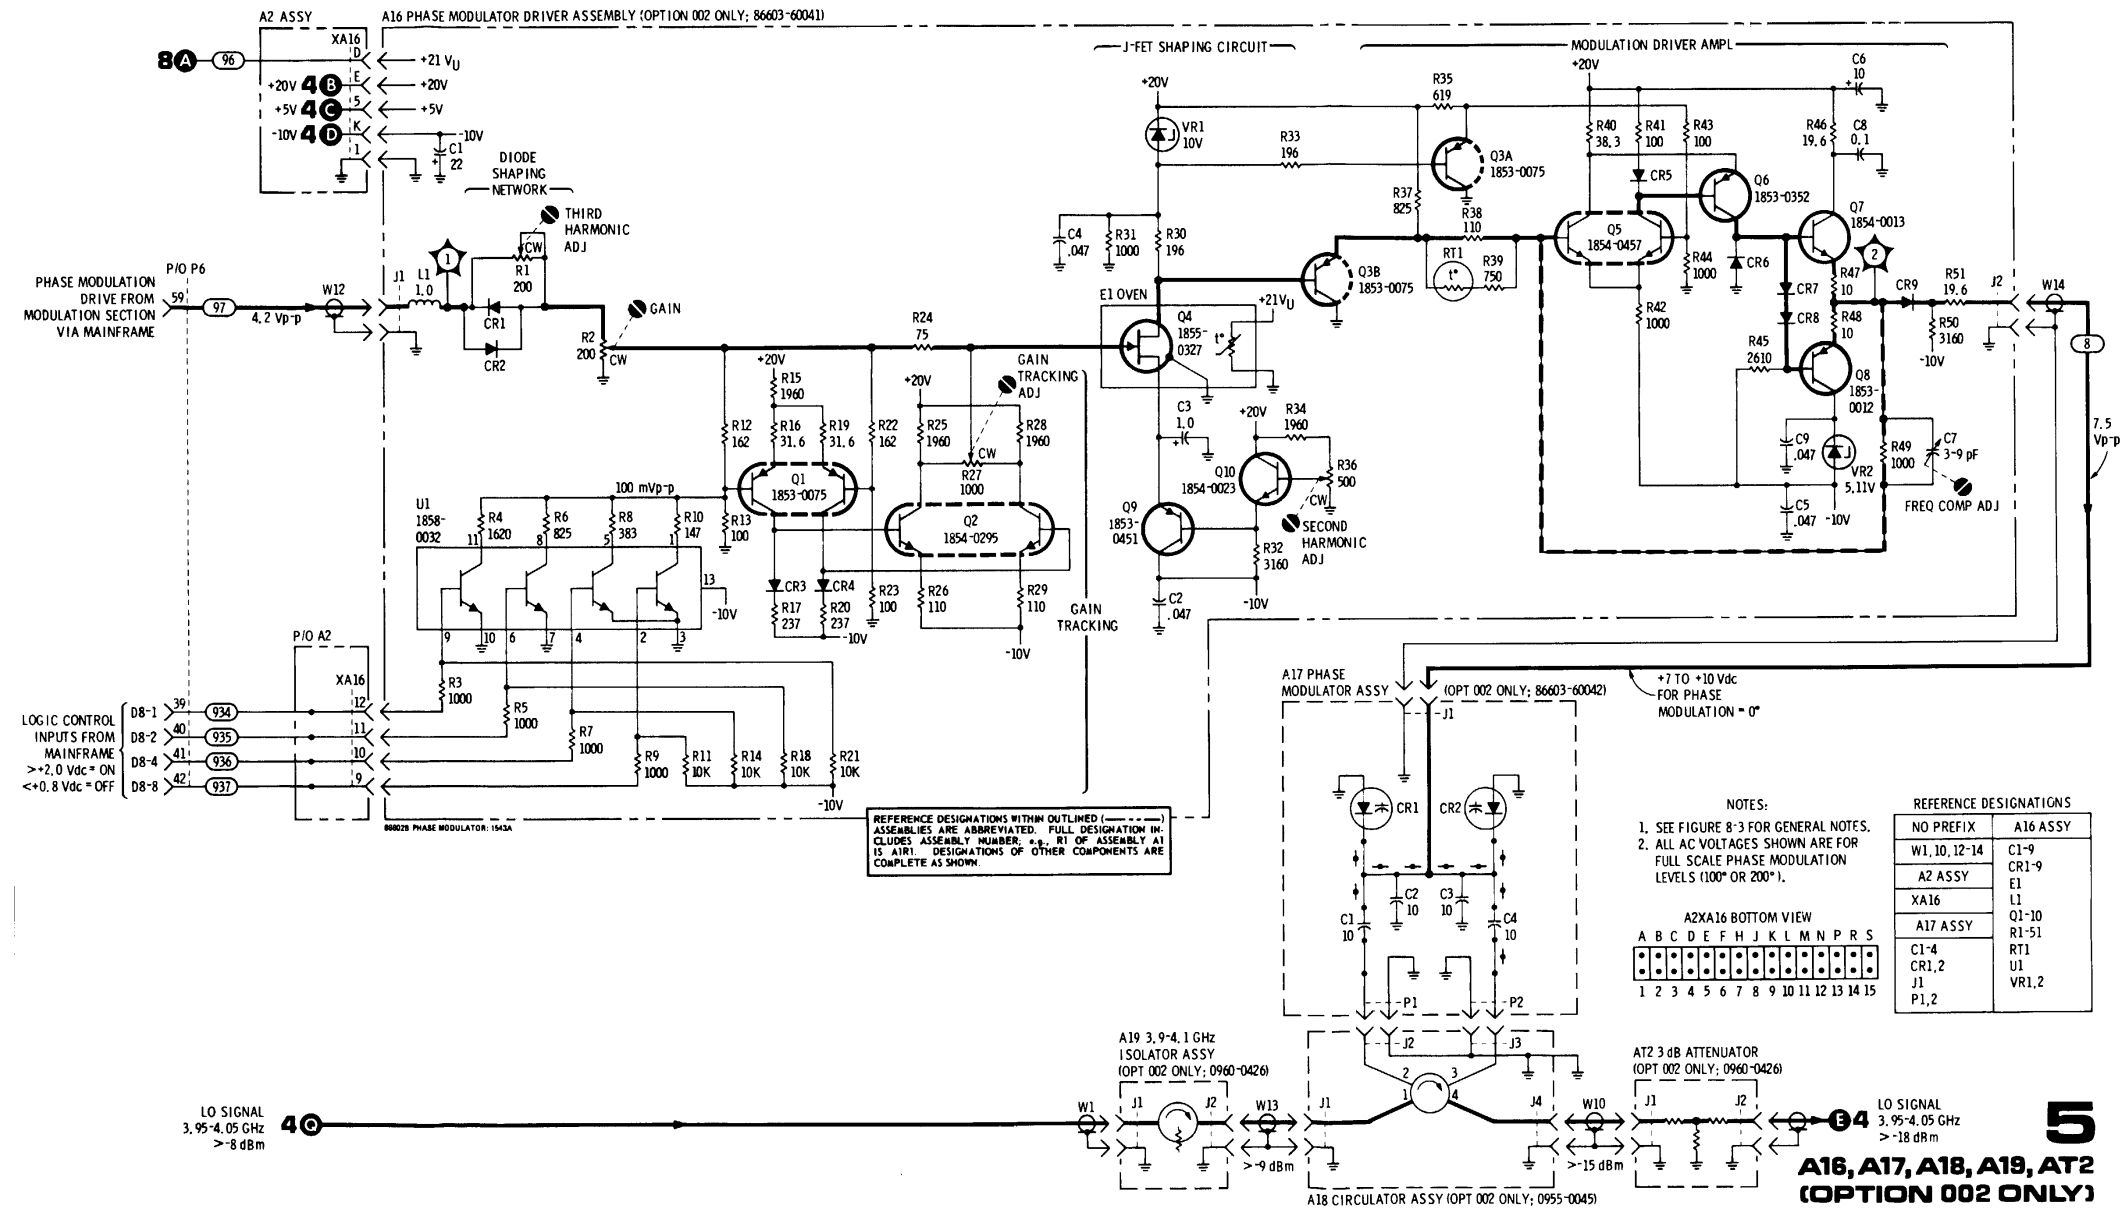 A2 ASSY
A16 PHASE MODULATOR DRIVER ASSEMBLY (OPTION 002 ONLY; 86603-60041)
XA16
8A
96
D
+21 VU
+20V 4B
E
+20V
+5V 4C
5
+5V
-10V 4D
K
-10V
1
C1
22
DIODE
SHAPING
NETWORK
THIRD
HARMONIC
ADJ
CW
R1
200
1
PHASE MODULATION
DRIVE FROM
MODULATION SECTION
VIA MAINFRAME
P/O P6
59
97
4.2 Vp-p
W12
J1
L1
1.0
CR1
CR2
R2
200
CW
GAIN
R24
75
GAIN
TRACKING
ADJ
+20V
R15
1960
+20V
R12
162
R16
31.6
R19
31.6
R22
162
R25
1960
R28
1960
CW
R27
1000
Q1
1853-0075
100 mVp-p
U1
1858-
0032
R4
1620
R6
825
R8
383
R10
147
R13
100
Q2
1854-0295
11
8
5
1
13
-10V
9
10
6
7
4
2
3
CR3
CR4
R17
237
R20
237
R23
100
-10V
R26
110
R29
110
-10V
GAIN
TRACKING
P/O A2
XA16
R3
1000
R5
1000
R7
1000
R9
1000
R11
10K
R14
10K
R18
10K
R21
10K
-10V
LOGIC CONTROL
INPUTS FROM
MAINFRAME
>+2.0 Vdc = ON
<+0.8 Vdc = OFF
D8-1
39
934
12
D8-2
40
935
11
D8-4
41
936
10
D8-8
42
937
9
86602B PHASE MODULATOR: 1543A
REFERENCE DESIGNATIONS WITHIN OUTLINED (— - - —)
ASSEMBLIES ARE ABBREVIATED. FULL DESIGNATION IN-
CLUDES ASSEMBLY NUMBER; e.g., R1 OF ASSEMBLY A1
IS A1R1. DESIGNATIONS OF OTHER COMPONENTS ARE
COMPLETE AS SHOWN.
J-FET SHAPING CIRCUIT
+20V
VR1
10V
R33
196
R35
619
Q3A
1853-0075
R37
825
C4
.047
R31
1000
R30
196
R38
110
RT1
t°
R39
750
Q3B
1853-0075
E1 OVEN
+21VU
t°
Q4
1855-
0327
C3
1.0
+20V
R34
1960
Q10
1854-0023
R36
500
CW
Q9
1853-
0451
SECOND
HARMONIC
ADJ
R32
3160
-10V
C2
.047
MODULATION DRIVER AMPL
+20V
C6
10
R40
38.3
R41
100
R43
100
R46
19.6
C8
0.1
CR5
Q6
1853-0352
Q7
1854-0013
Q5
1854-0457
2
R44
1000
CR6
R47
10
CR7
CR8
R48
10
CR9
R51
19.6
J2
W14
R42
1000
R50
3160
-10V
8
R45
2610
Q8
1853-
0012
C9
.047
VR2
5.11V
R49
1000
C7
3-9 pF
C5
.047
-10V
FREQ COMP ADJ
7.5
Vp-p
A17 PHASE
MODULATOR ASSY
(OPT 002 ONLY; 86603-60042)
+7 TO +10 Vdc
FOR PHASE
MODULATION = 0°
J1
CR1
CR2
C2
10
C3
10
C1
10
C4
10
P1
P2
NOTES:
1. SEE FIGURE 8-3 FOR GENERAL NOTES.
2. ALL AC VOLTAGES SHOWN ARE FOR
FULL SCALE PHASE MODULATION
LEVELS (100° OR 200°).
A2XA16 BOTTOM VIEW
A B C D E F H J K L M N P R S
1 2 3 4 5 6 7 8 9 10 11 12 13 14 15
REFERENCE DESIGNATIONS
NO PREFIX
W1,10,12-14
A2 ASSY
XA16
A17 ASSY
C1-4
CR1,2
J1
P1,2
A16 ASSY
C1-9
CR1-9
E1
L1
Q1-10
R1-51
RT1
U1
VR1,2
A19 3.9-4.1 GHz
ISOLATOR ASSY
(OPT 002 ONLY; 0960-0426)
J2
J3
2
3
1
4
AT2 3 dB ATTENUATOR
(OPT 002 ONLY; 0960-0426)
LO SIGNAL
3.95-4.05 GHz
>-8 dBm
4Q
W1
J1
J2
W13
>-9 dBm
J1
J4
W10
>-15 dBm
J1
J2
E4
LO SIGNAL
3.95-4.05 GHz
>-18 dBm
A18 CIRCULATOR ASSY (OPT 002 ONLY; 0955-0045)
5
A16, A17, A18, A19, AT2
(OPTION 002 ONLY)